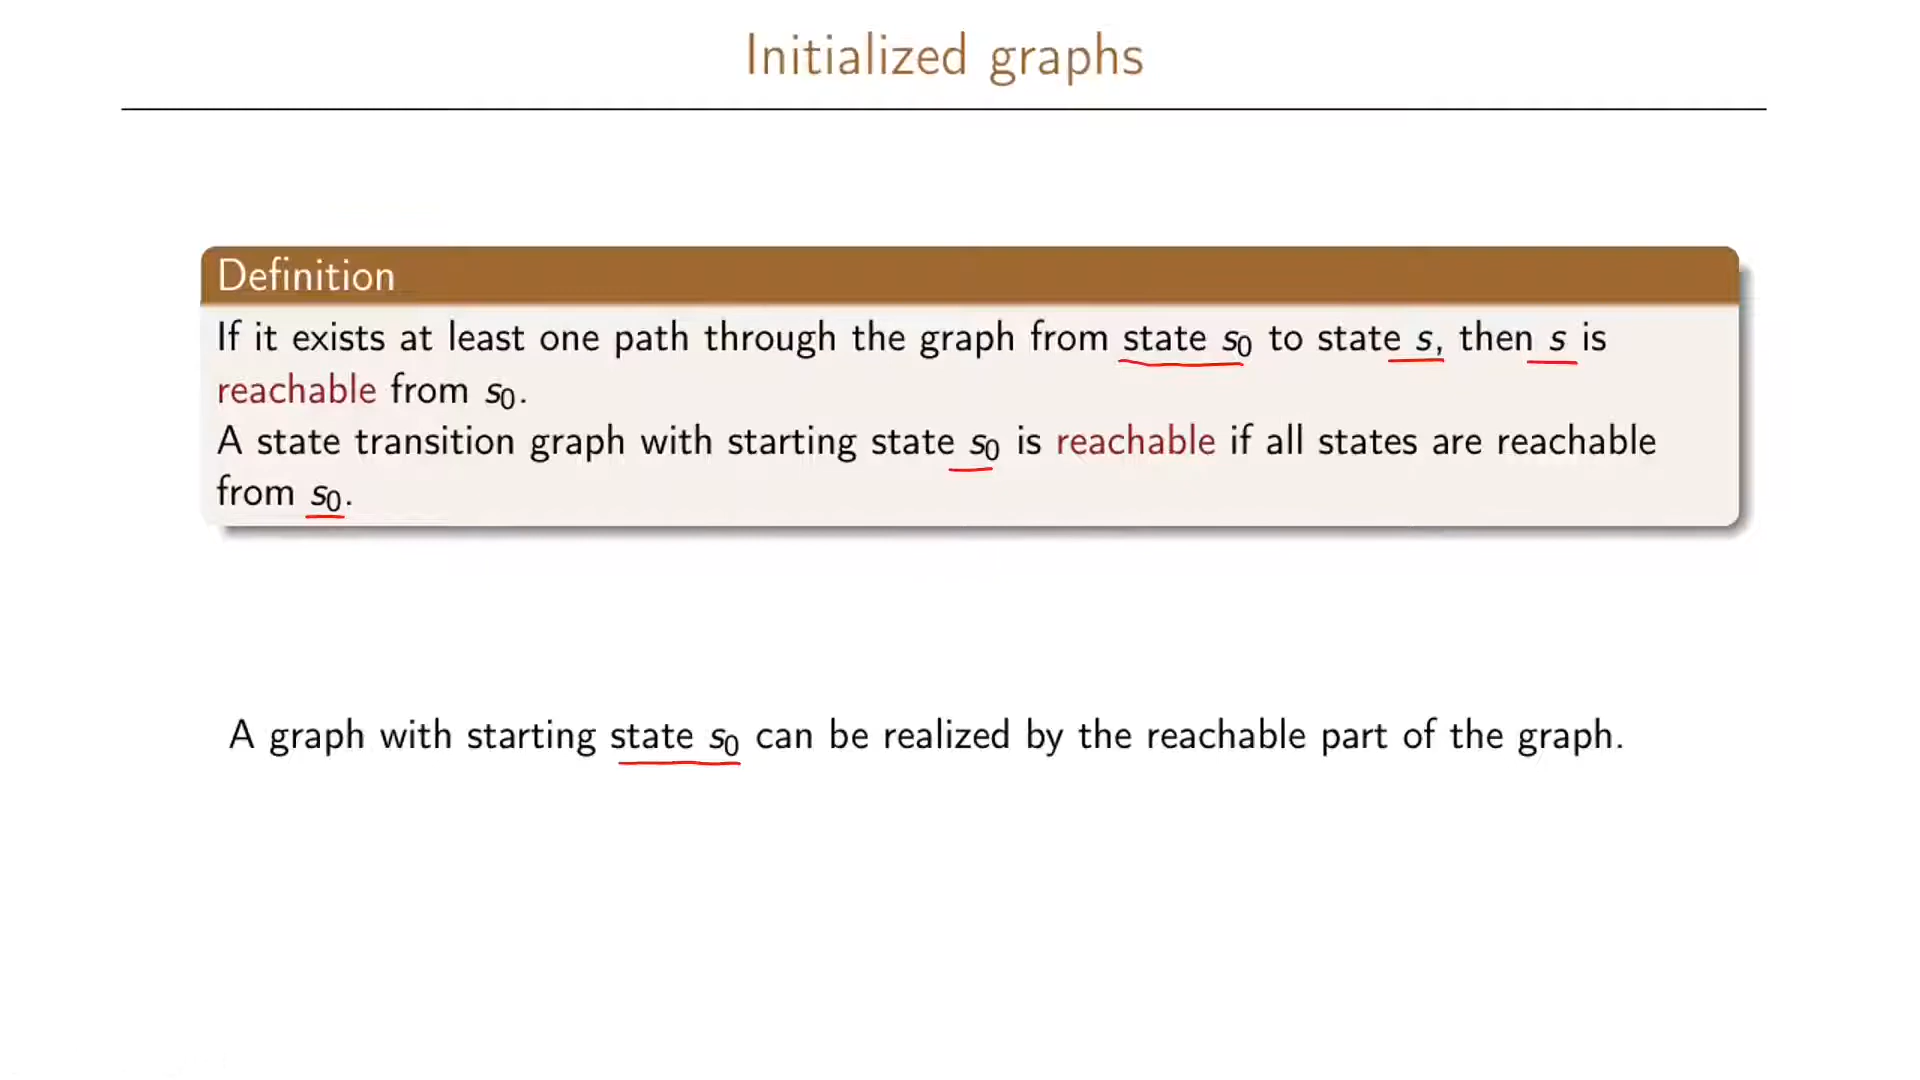 Initialized graphs
Definition
If it exists at least one path through the graph from state s₀ to state s, then s is
reachable from s₀.
A state transition graph with starting state s₀ is reachable if all states are reachable
from s₀.
A graph with starting state s₀ can be realized by the reachable part of the graph.